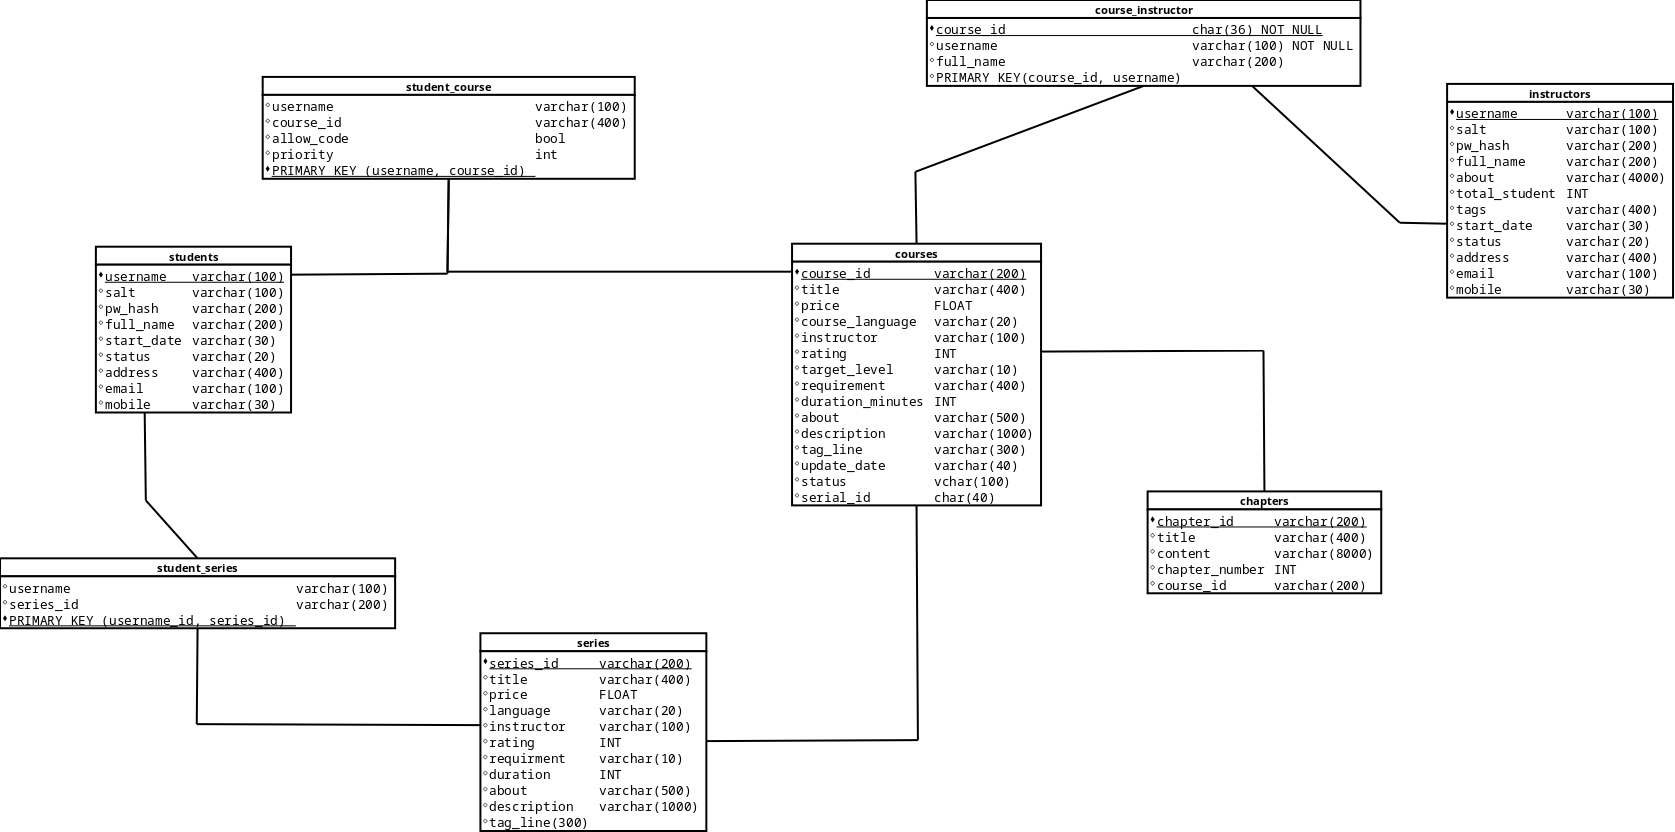 course_instructor
course_id char(36) NOT NULL
username varchar(100) NOT NULL
full_name varchar(200)
PRIMARY KEY(course_id, username)
student_course
username varchar(100)
course_id varchar(400)
allow_code bool
priority int
PRIMARY KEY (username, course_id)
instructors
username varchar(100)
salt varchar(100)
pw_hash varchar(200)
full_name varchar(200)
about varchar(4000)
total_student INT
tags varchar(400)
start_date varchar(30)
status varchar(20)
address varchar(400)
email varchar(100)
mobile varchar(30)
students
username varchar(100)
salt varchar(100)
pw_hash varchar(200)
full_name varchar(200)
start_date varchar(30)
status varchar(20)
address varchar(400)
email varchar(100)
mobile varchar(30)
courses
course_id varchar(200)
title varchar(400)
price FLOAT
course_language varchar(20)
instructor varchar(100)
rating INT
target_level varchar(10)
requirement varchar(400)
duration_minutes INT
about varchar(500)
description varchar(1000)
tag_line varchar(300)
update_date varchar(40)
status vchar(100)
serial_id char(40)
chapters
chapter_id varchar(200)
title varchar(400)
content varchar(8000)
chapter_number INT
course_id varchar(200)
student_series
username varchar(100)
series_id varchar(200)
PRIMARY KEY (username_id, series_id)
series
series_id varchar(200)
title varchar(400)
price FLOAT
language varchar(20)
instructor varchar(100)
rating INT
requirment varchar(10)
duration INT
about varchar(500)
description varchar(1000)
tag_line(300)